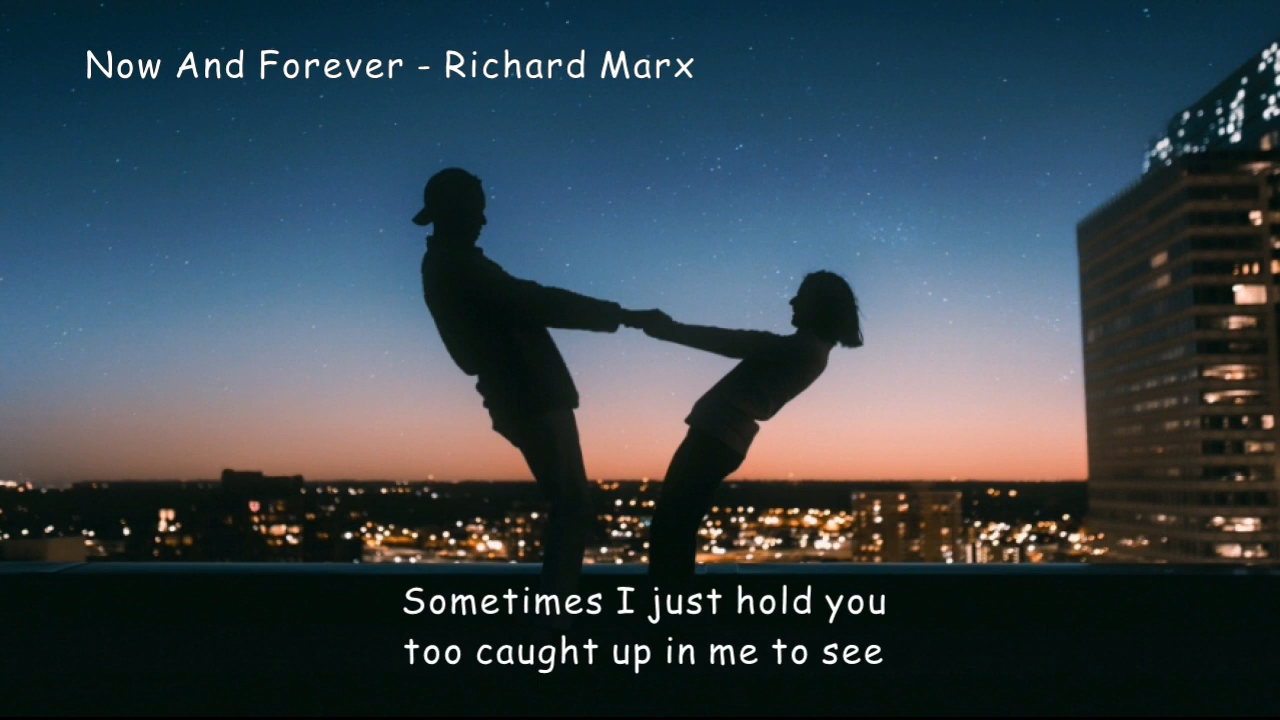 Now And Forever - Richard Marx
Sometimes I just hold you
too caught up in me to see